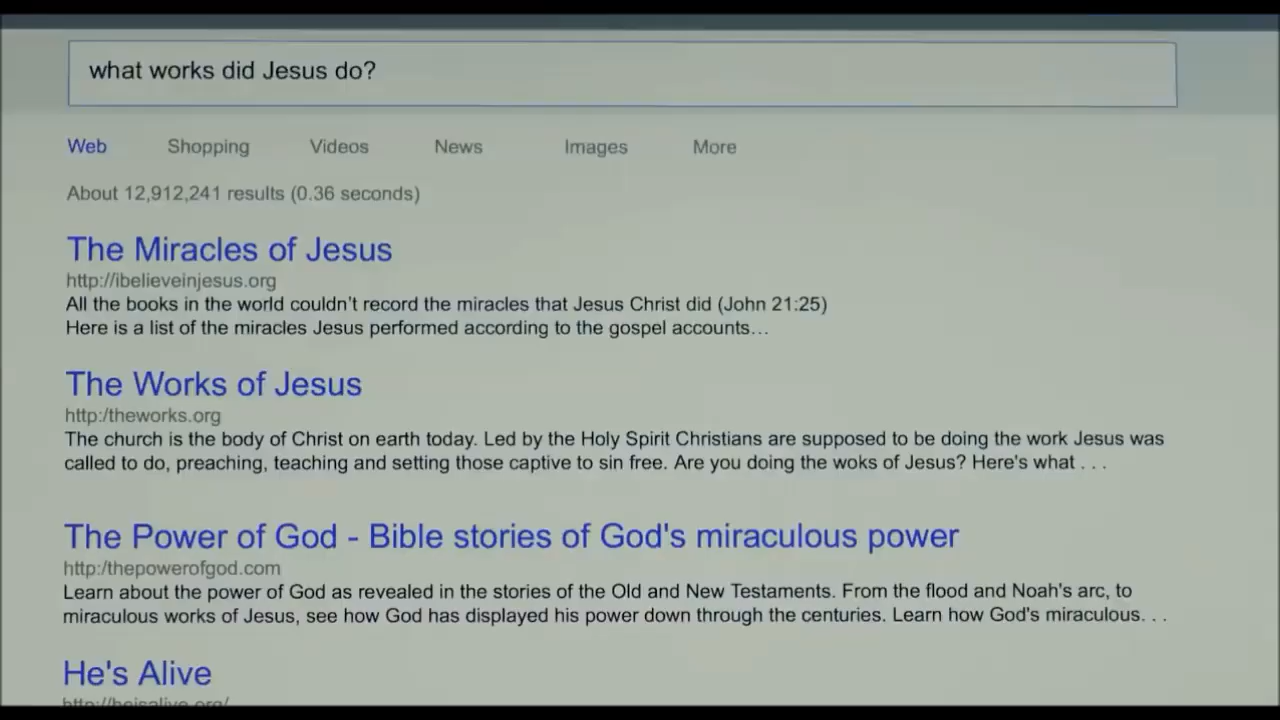 what works did Jesus do?
Web Shopping Videos News Images More
About 12,912,241 results (0.36 seconds)
The Miracles of Jesus
http://ibelieveinjesus.org
All the books in the world couldn't record the miracles that Jesus Christ did (John 21:25)
Here is a list of the miracles Jesus performed according to the gospel accounts…
The Works of Jesus
http:/theworks.org
The church is the body of Christ on earth today. Led by the Holy Spirit Christians are supposed to be doing the work Jesus was
called to do, preaching, teaching and setting those captive to sin free. Are you doing the woks of Jesus? Here's what . . .
The Power of God - Bible stories of God's miraculous power
http:/thepowerofgod.com
Learn about the power of God as revealed in the stories of the Old and New Testaments. From the flood and Noah's arc, to
miraculous works of Jesus, see how God has displayed his power down through the centuries. Learn how God's miraculous. . .
He's Alive
http://heisalive.org/